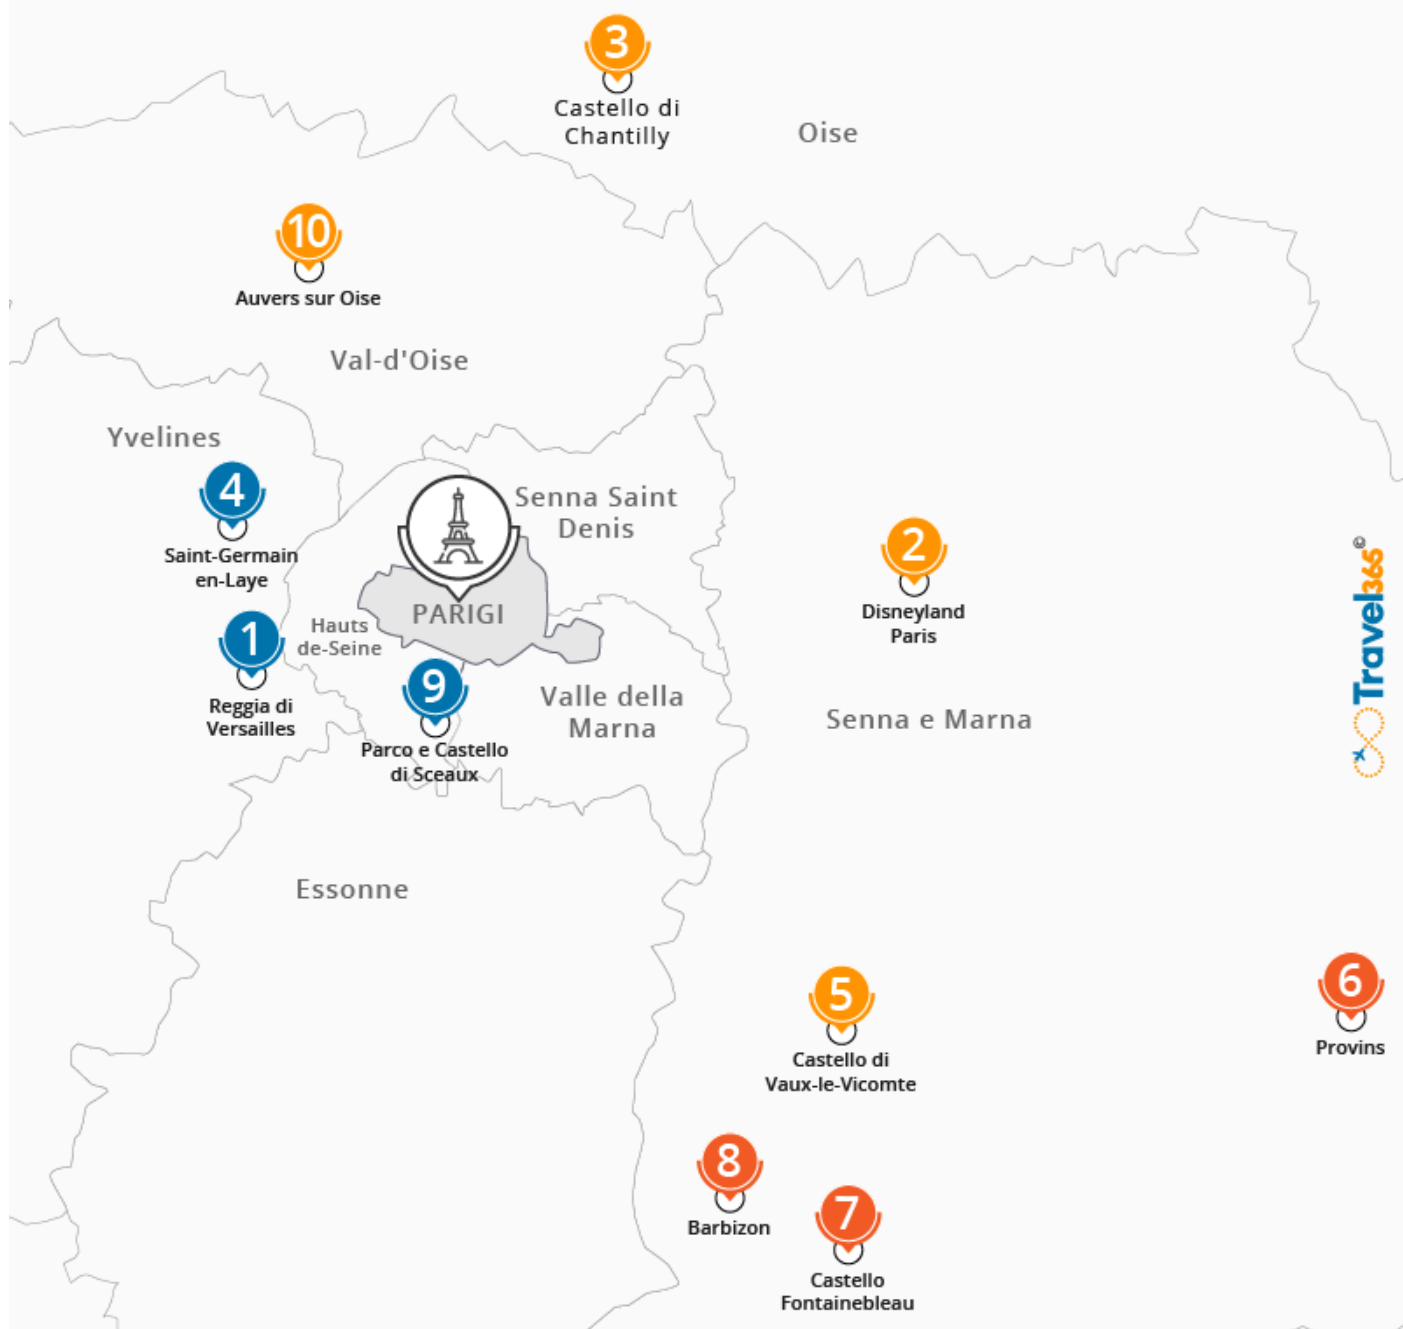 3
Castello di
Chantilly
Oise
10
Auvers sur Oise
Val-d'Oise
Yvelines
4
Saint-Germain
en-Laye
Senna Saint
Denis
2
Disneyland
Paris
PARIGI
Hauts
de-Seine
1
Reggia di
Versailles
9
Parco e Castello
di Sceaux
Valle della
Marna
Senna e Marna
Travel365©
Essonne
5
Castello di
Vaux-le-Vicomte
6
Provins
8
Barbizon
7
Castello
Fontainebleau